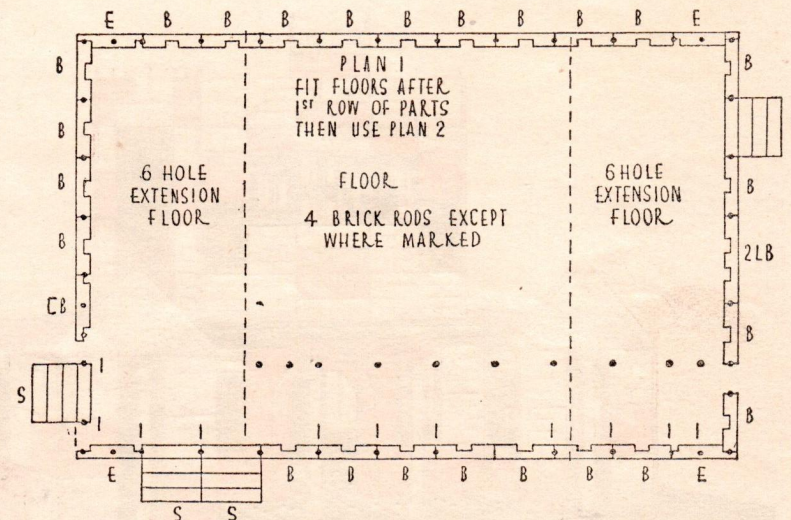 E B B B B B B B B B E
B PLAN 1 B
FIT FLOORS AFTER
1ST ROW OF PARTS
B THEN USE PLAN 2
6 HOLE FLOOR 6 HOLE
B EXTENSION EXTENSION B
FLOOR 4 BRICK RODS EXCEPT FLOOR
B WHERE MARKED 2LB
CB B
1
S
1 1 1 1 1 1 1 1 1 1 B
E B B B B B B B E
S S